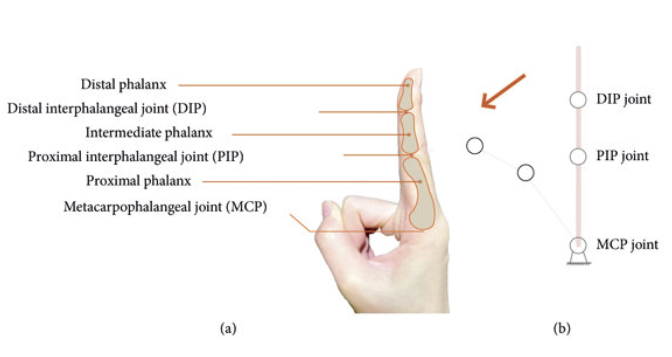 Distal phalanx
Distal interphalangeal joint (DIP)
Intermediate phalanx
Proximal interphalangeal joint (PIP)
Proximal phalanx
Metacarpophalangeal joint (MCP)
DIP joint
PIP joint
MCP joint
(a)
(b)